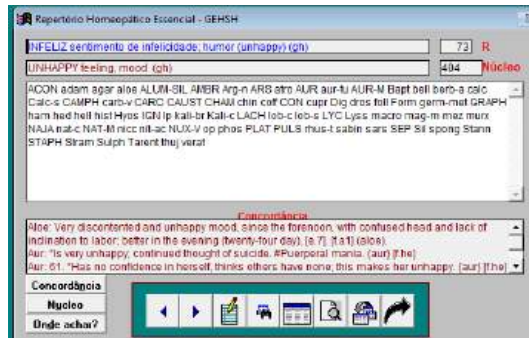 Repertório Homeopático Essencial - GEHSH
INFELIZ sentimento de infelicidade; humor (unhappy) (gh)
73 R
UNHAPPY feeling, mood (gh)
404 Núcleo
ACON adam agar aloe ALUM-SIL AMBR Arg-n ARS atro AUR aur-fu AUR-M Bapt bell berb-a calc
Calc-s CAMPH carb-v CARC CAUST CHAM chin coff CON cupr Dig dros foll Form germ-met GRAPH
ham hed hell hist Hyos IGN Ip kali-br Kali-c LACH lob-c lob-s LYC Lyss macro mag-m mez murx
NAJA nat-c NAT-M nicc nit-ac NUX-V op phos PLAT PULS rhus-t sabin sars SEP Sil spong Stann
STAPH Stram Sulph Tarent thuj verat
Concordância
Aloe: Very discontented and unhappy mood, since the forenoon, with confused head and lack of
inclination to labor; better in the evening (twenty-four day), [a.7] [f.a1] (aloe).
Aur: "Is very unhappy, continued thought of suicide. #Puerperal mania. (aur) [f.he]
Aur: 61. "Has no confidence in herself, thinks others have none; this makes her unhappy. (aur) [f.he]
Concordância
Nucleo
Onde achar?